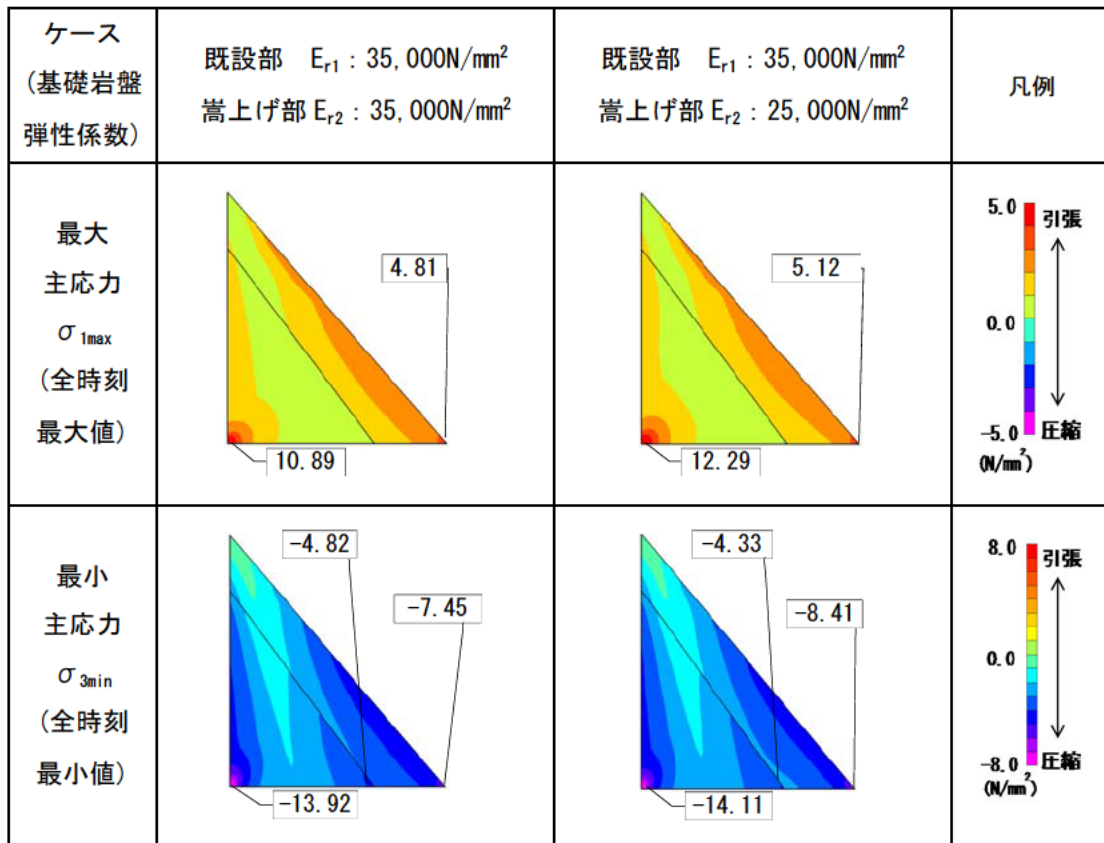 ケース
(基礎岩盤
弾性係数)
既設部 Er1：35,000N/mm²
嵩上げ部 Er2：35,000N/mm²
既設部 Er1：35,000N/mm²
嵩上げ部 Er2：25,000N/mm²
凡例
最大
主応力
σ1max
(全時刻
最大値)
4.81
10.89
5.12
12.29
5.0
引張
0.0
-5.0
圧縮
(N/mm²)
最小
主応力
σ3min
(全時刻
最小値)
-4.82
-7.45
-13.92
-4.33
-8.41
-14.11
8.0
引張
0.0
-8.0
圧縮
(N/mm²)